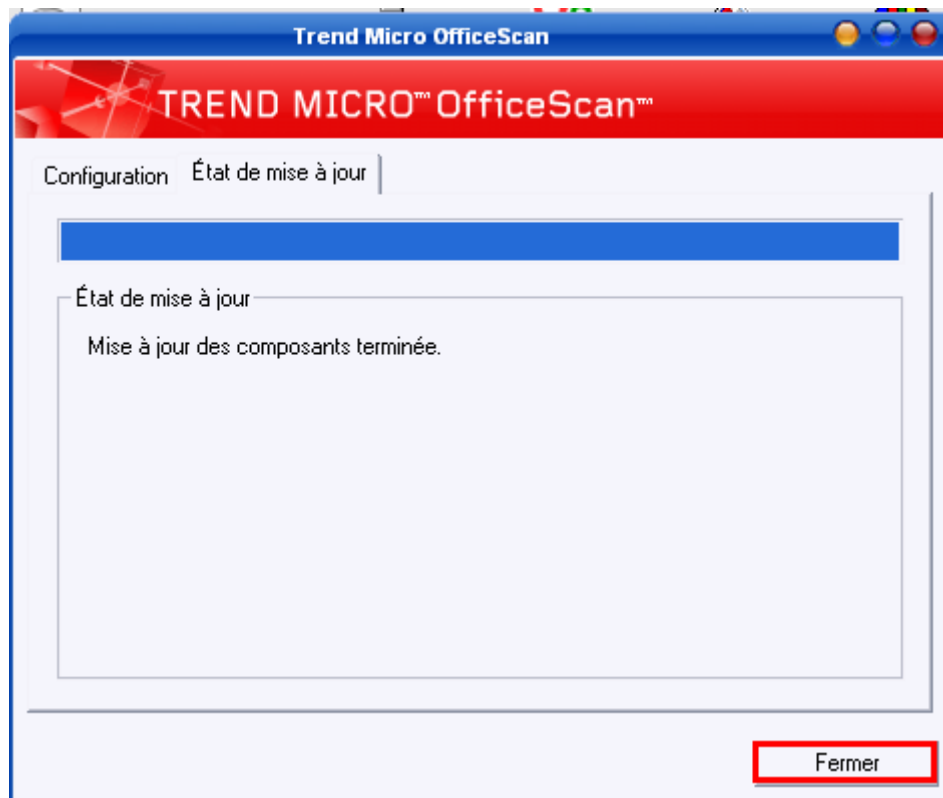 Trend Micro OfficeScan
TREND MICRO™ OfficeScan™
Configuration État de mise à jour
État de mise à jour
Mise à jour des composants terminée.
Fermer